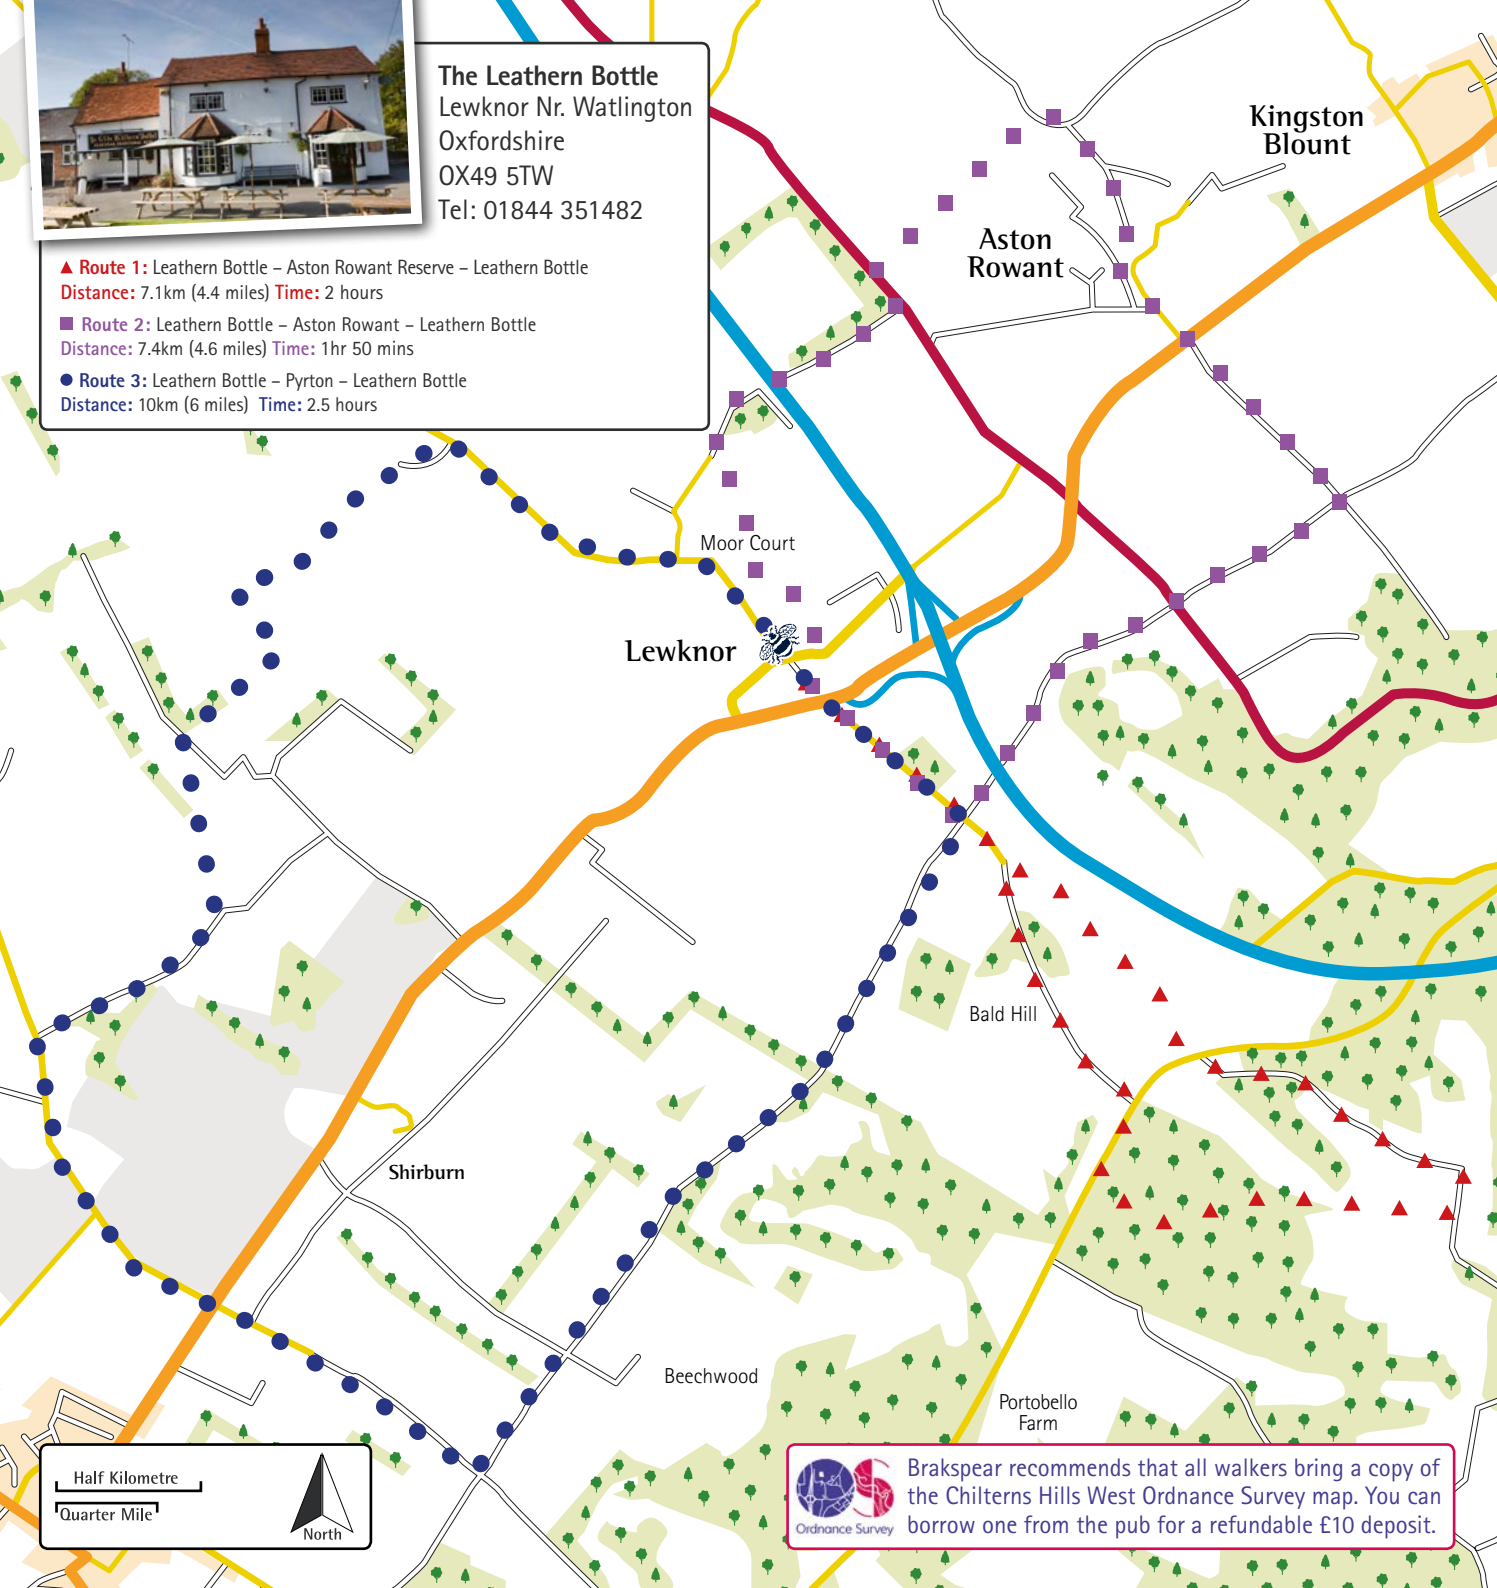 The Leathern Bottle
Lewknor Nr. Watlington
Oxfordshire
OX49 5TW
Tel: 01844 351482
Route 1: Leathern Bottle – Aston Rowant Reserve – Leathern Bottle
Distance: 7.1km (4.4 miles) Time: 2 hours
Route 2: Leathern Bottle – Aston Rowant – Leathern Bottle
Distance: 7.4km (4.6 miles) Time: 1hr 50 mins
Route 3: Leathern Bottle – Pyrton – Leathern Bottle
Distance: 10km (6 miles) Time: 2.5 hours
Kingston
Blount
Aston
Rowant
Moor Court
Lewknor
Bald Hill
Shirburn
Beechwood
Portobello
Farm
Half Kilometre
Quarter Mile
North
Ordnance Survey
Brakspear recommends that all walkers bring a copy of
the Chilterns Hills West Ordnance Survey map. You can
borrow one from the pub for a refundable £10 deposit.